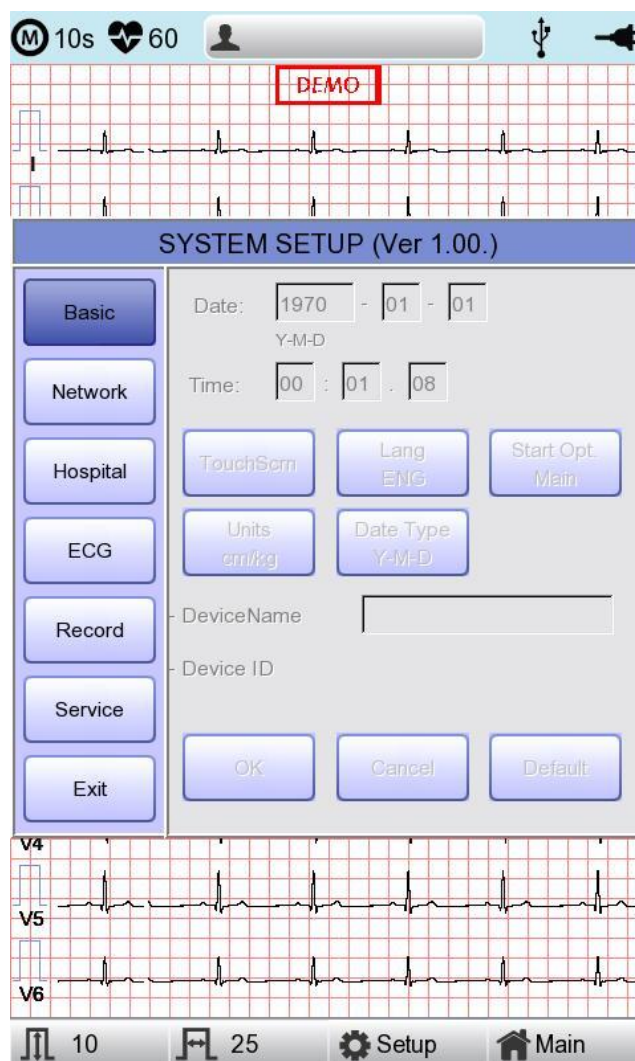 M 10s 60
DEMO
I
SYSTEM SETUP (Ver 1.00.)
Basic
Network
Hospital
ECG
Record
Service
Exit
Date: 1970 - 01 - 01
Y-M-D
Time: 00 : 01 . 08
TouchScrn
Lang
ENG
Start Opt.
Main
Units
cm/kg
Date Type
Y-M-D
- DeviceName
- Device ID
OK
Cancel
Default
V4
V5
V6
10
25
Setup
Main